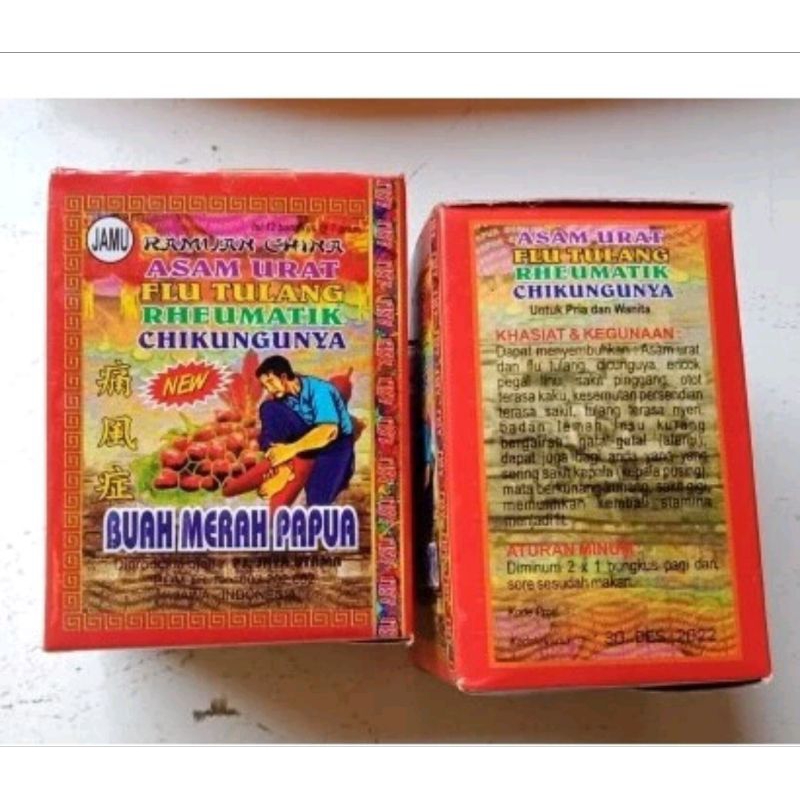 JAMU
RAMUAN CHINA
ASAM URAT
FLU TULANG
RHEUMATIK
CHIKUNGUNYA
NEW
痛
風
症
BUAH MERAH PAPUA
INDONESIA
ASAM URAT
FLU TULANG
RHEUMATIK
CHIKUNGUNYA
Untuk Pria dan Wanita
KHASIAT & KEGUNAAN :
Dapat menyembuhkan : Asam urat
dan flu tulang, encok
pegal linu, sakit pinggang, otot
terasa kaku, kesemutan persendian
terasa sakit, tulang terasa nyeri,
badan lemah lesu kurang
bergairah, gatal-gatal (alergi),
dapat juga bagi anda yang
sering sakit kepala (kepala pusing)
mata berkunang-kunang, sakit gigi,
memulihkan kembali stamina
menjadi fit.
ATURAN MINUM :
Diminum 2 x 1 bungkus pagi dan
sore sesudah makan.
Kode Prod.
30 DES 2022